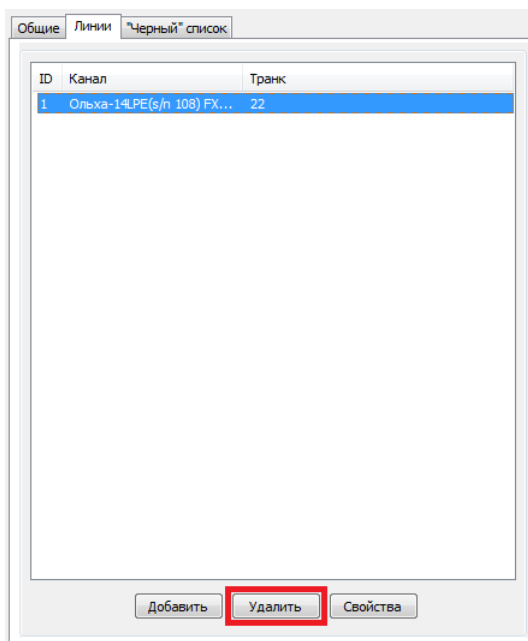 Общие Линии "Черный" список
ID Канал Транк
1 Ольха-14LPE(s/n 108) FX... 22
Добавить Удалить Свойства